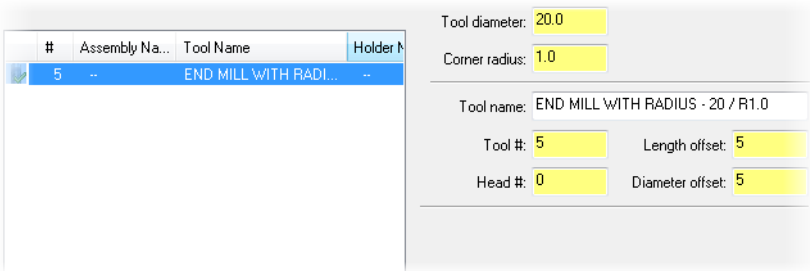 # Assembly Na... Tool Name Holder N
5 -- END MILL WITH RADI... --
Tool diameter: 20.0
Corner radius: 1.0
Tool name: END MILL WITH RADIUS - 20 / R1.0
Tool #: 5 Length offset: 5
Head #: 0 Diameter offset: 5